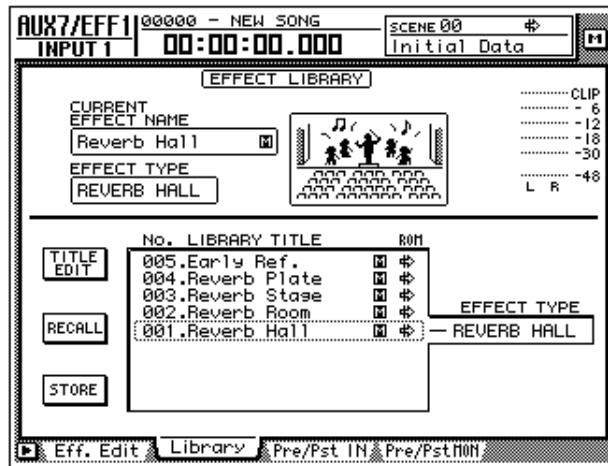 AUX7/EFF1
INPUT 1
00000 - NEW SONG
00:00:00.000
SCENE 00
Initial Data
M
EFFECT LIBRARY
CURRENT
EFFECT NAME
Reverb Hall M
EFFECT TYPE
REVERB HALL
CLIP
- 6
-12
-18
-30
-48
L R
TITLE
EDIT
RECALL
STORE
No. LIBRARY TITLE ROM
005.Early Ref. M
004.Reverb Plate M
003.Reverb Stage M
002.Reverb Room M
001.Reverb Hall M
EFFECT TYPE
REVERB HALL
Eff. Edit
Library
Pre/Pst IN
Pre/PstMON